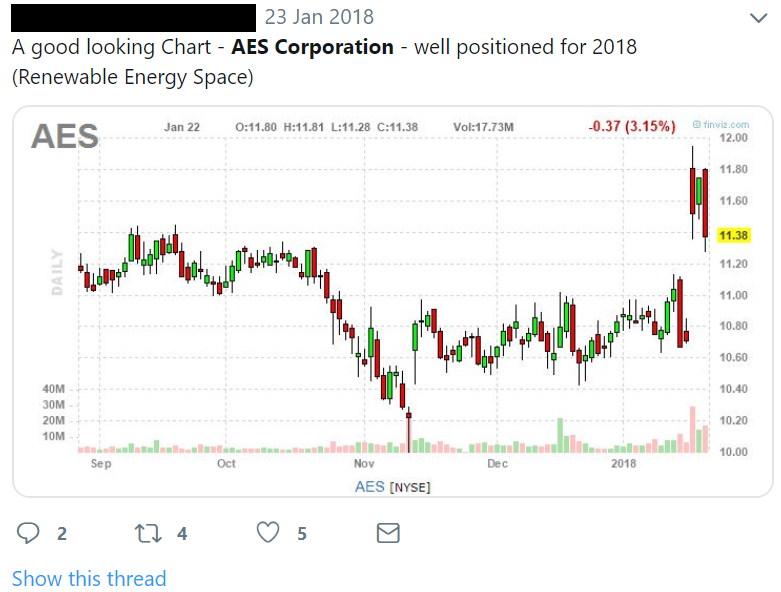 23 Jan 2018
A good looking Chart - AES Corporation - well positioned for 2018
(Renewable Energy Space)
AES
Jan 22 O:11.80 H:11.81 L:11.28 C:11.38 Vol:17.73M -0.37 (3.15%) © finviz.com
12.00
11.80
11.60
11.38
11.20
11.00
10.80
10.60
10.40
10.20
10.00
DAILY
40M
30M
20M
10M
Sep Oct Nov Dec 2018
AES [NYSE]
2 4 5
Show this thread